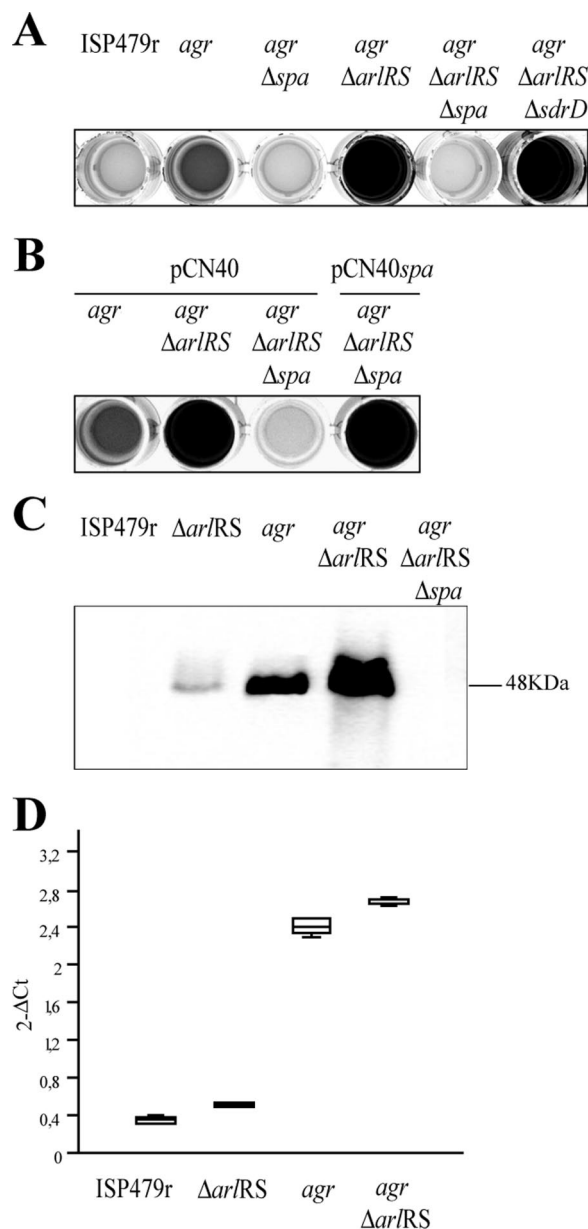 A
ISP479r agr agr agr agr agr
Δspa ΔarlRS ΔarlRS ΔarlRS
Δspa ΔsdrD
B
pCN40 pCN40spa
agr agr agr agr
ΔarlRS ΔarlRS ΔarlRS
Δspa Δspa
C
ISP479r ΔarlRS agr agr agr
ΔarlRS ΔarlRS
Δspa
48KDa
D
3,2
2,8
2,4
2
1,6
1,2
0,8
0,4
0
2-ΔCt
ISP479r ΔarlRS agr agr
ΔarlRS